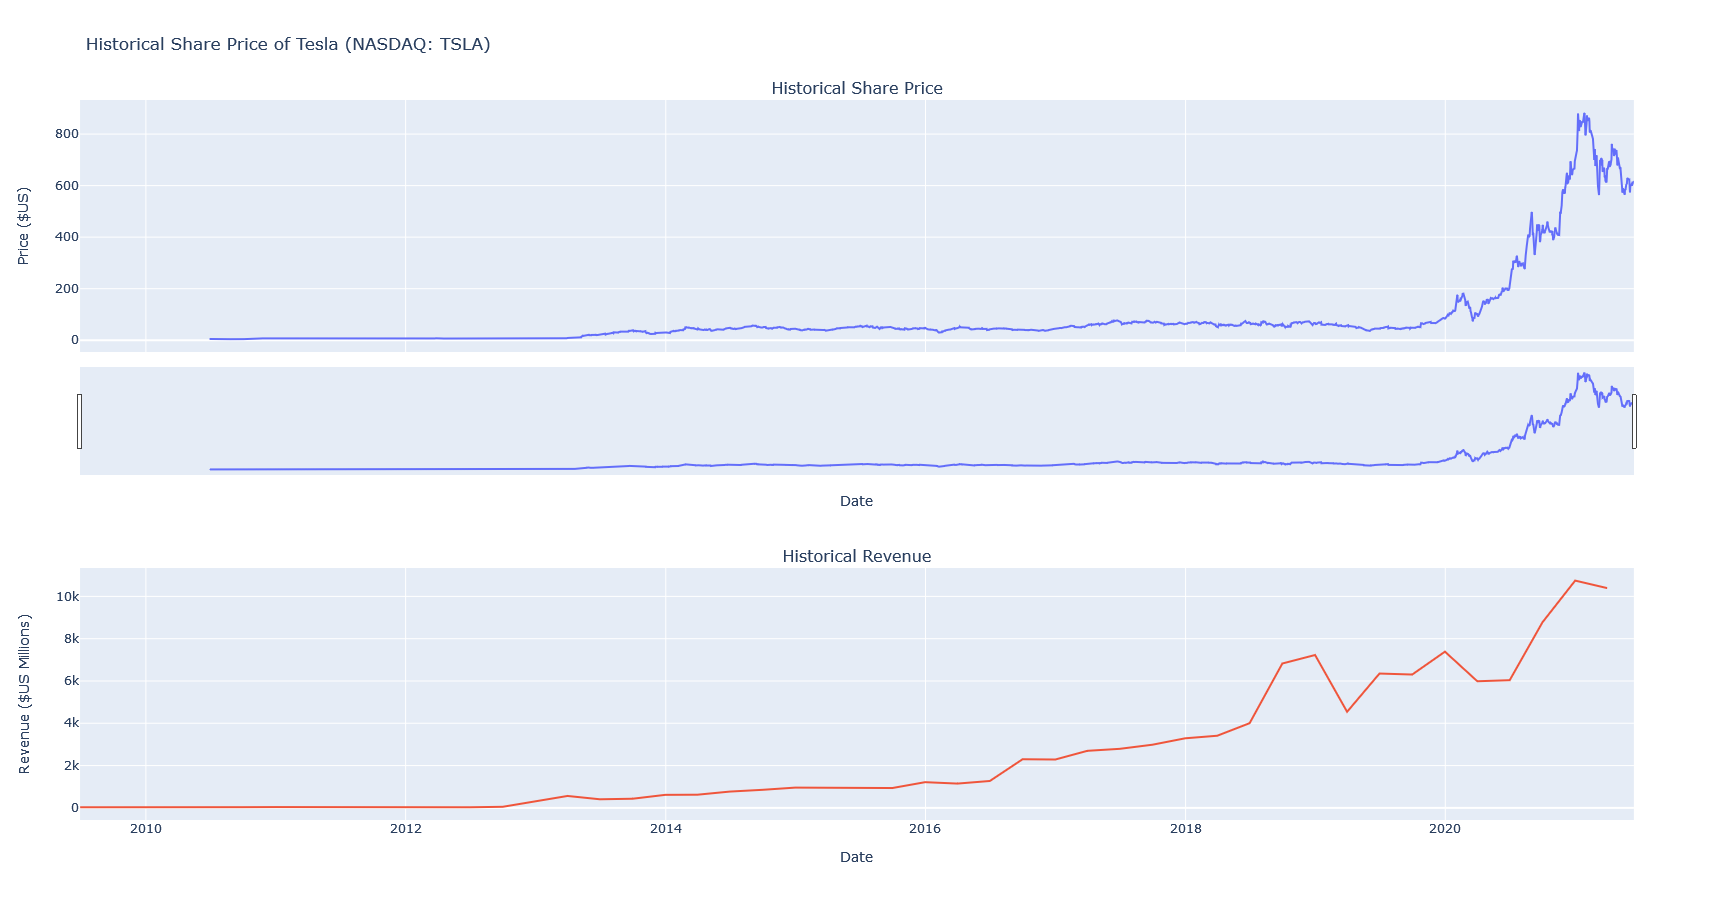 Historical Share Price of Tesla (NASDAQ: TSLA)
Historical Share Price
Price ($US)
800
600
400
200
0
Date
Historical Revenue
Revenue ($US Millions)
10k
8k
6k
4k
2k
0
2010 2012 2014 2016 2018 2020
Date